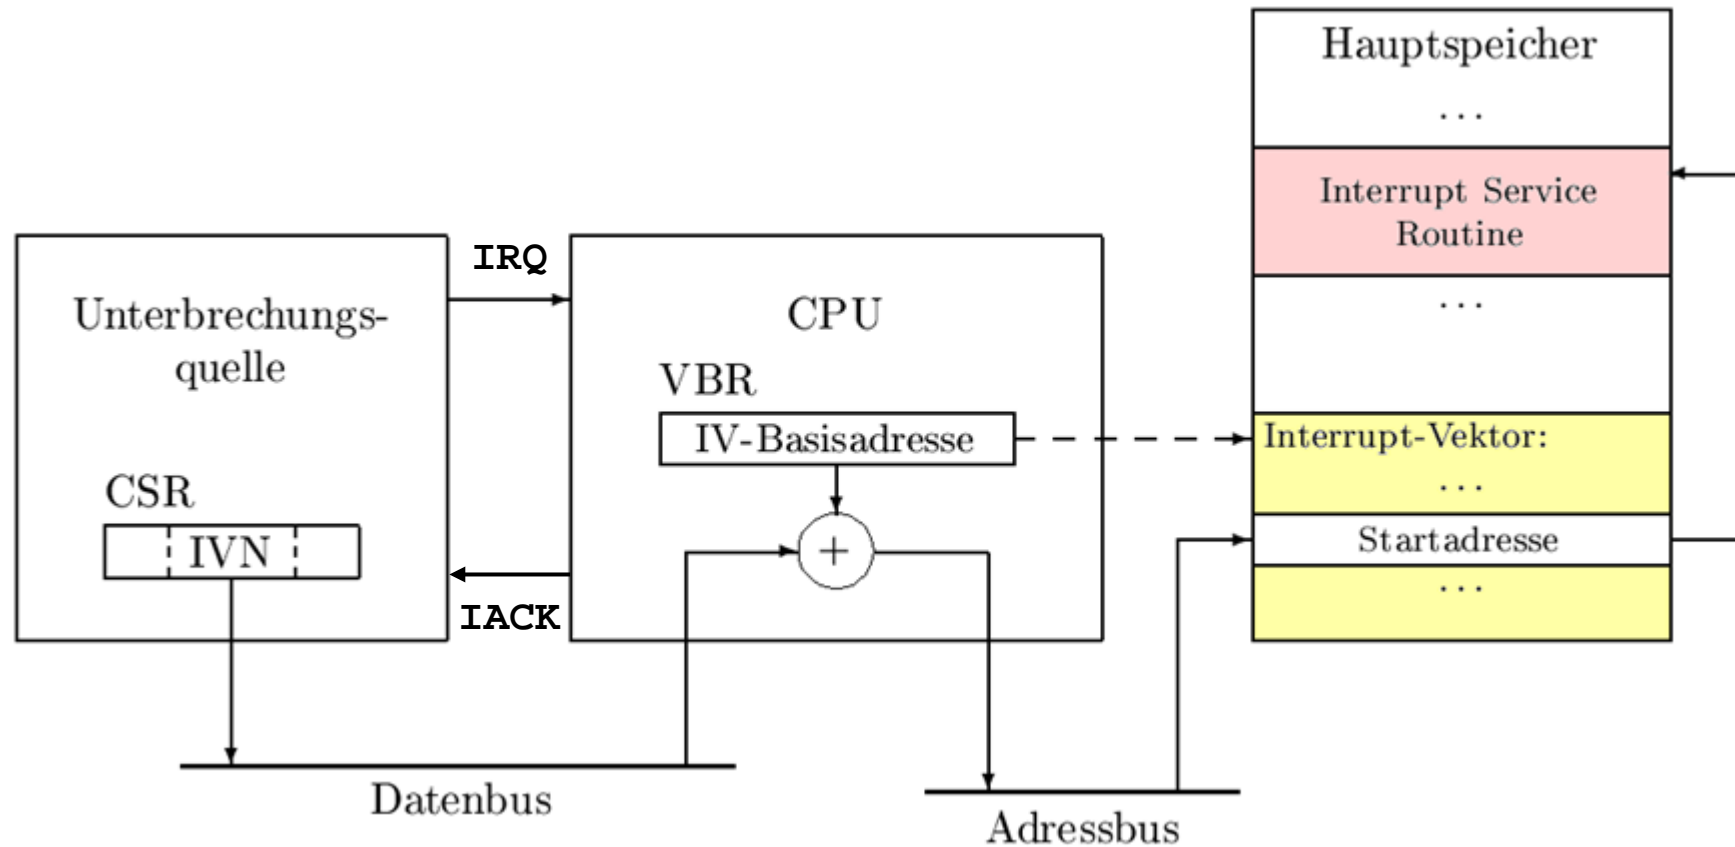 Hauptspeicher
...
Interrupt Service
Routine
...
Interrupt-Vektor:
...
Startadresse
...
IRQ
Unterbrechungs-
quelle
CSR
IVN
IACK
CPU
VBR
IV-Basisadresse
+
Datenbus
Adressbus